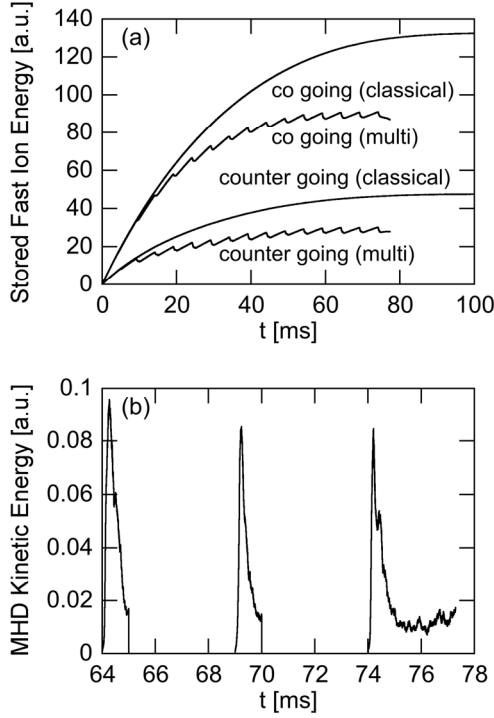 140
120
100
80
60
40
20
0
Stored Fast Ion Energy [a.u.]
(a)
co going (classical)
co going (multi)
counter going (classical)
counter going (multi)
0 20 40 60 80 100
t [ms]
0.1
0.08
0.06
0.04
0.02
0
MHD Kinetic Energy [a.u.]
(b)
64 66 68 70 72 74 76 78
t [ms]